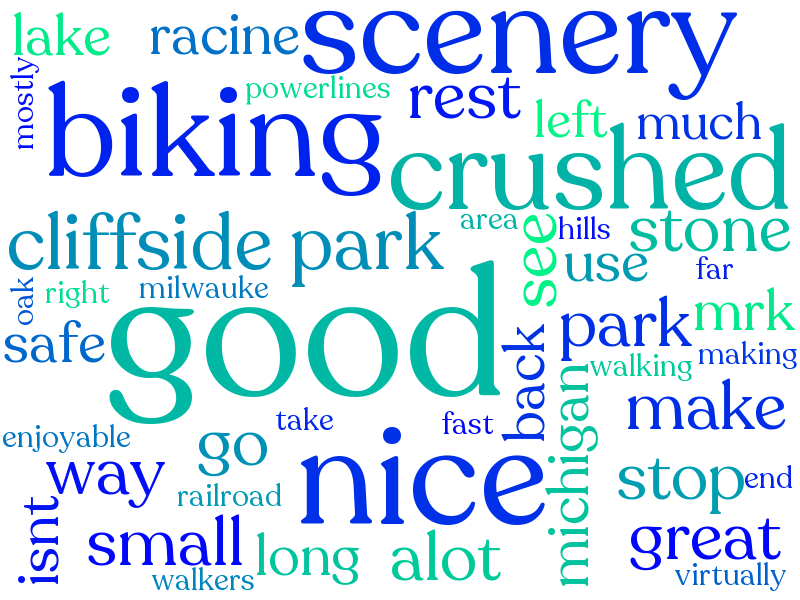 lake
racine
scenery
mostly
biking
powerlines
rest
left
much
crushed
cliffside park
area
see
hills
stone
use
far
oak
right
milwauke
good
safe
back
park
mrk
making
walking
michigan
make
take
fast
enjoyable
go
nice
way
railroad
stop
end
isnt
small
long
alot
great
walkers
virtually